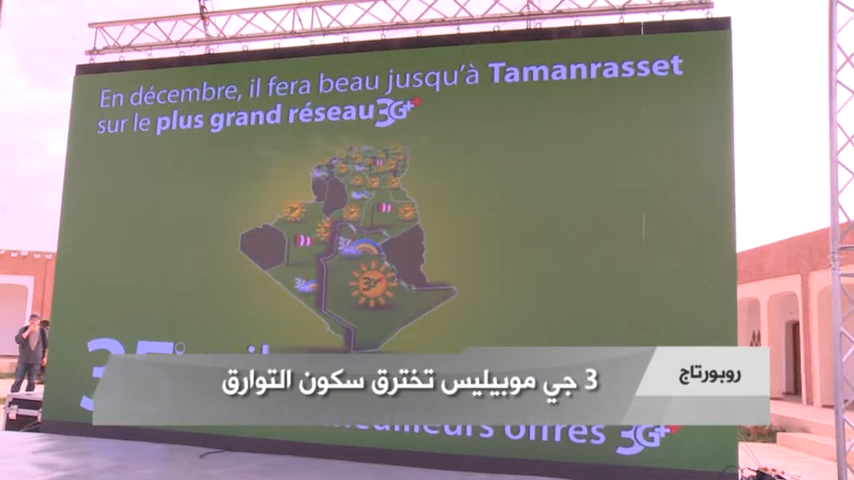 En décembre, il fera beau jusqu'à Tamanrasset
sur le plus grand réseau 3G++
35
روبورتاج
3 جي موبيليس تخترق سكون التوارق
offres 3G++